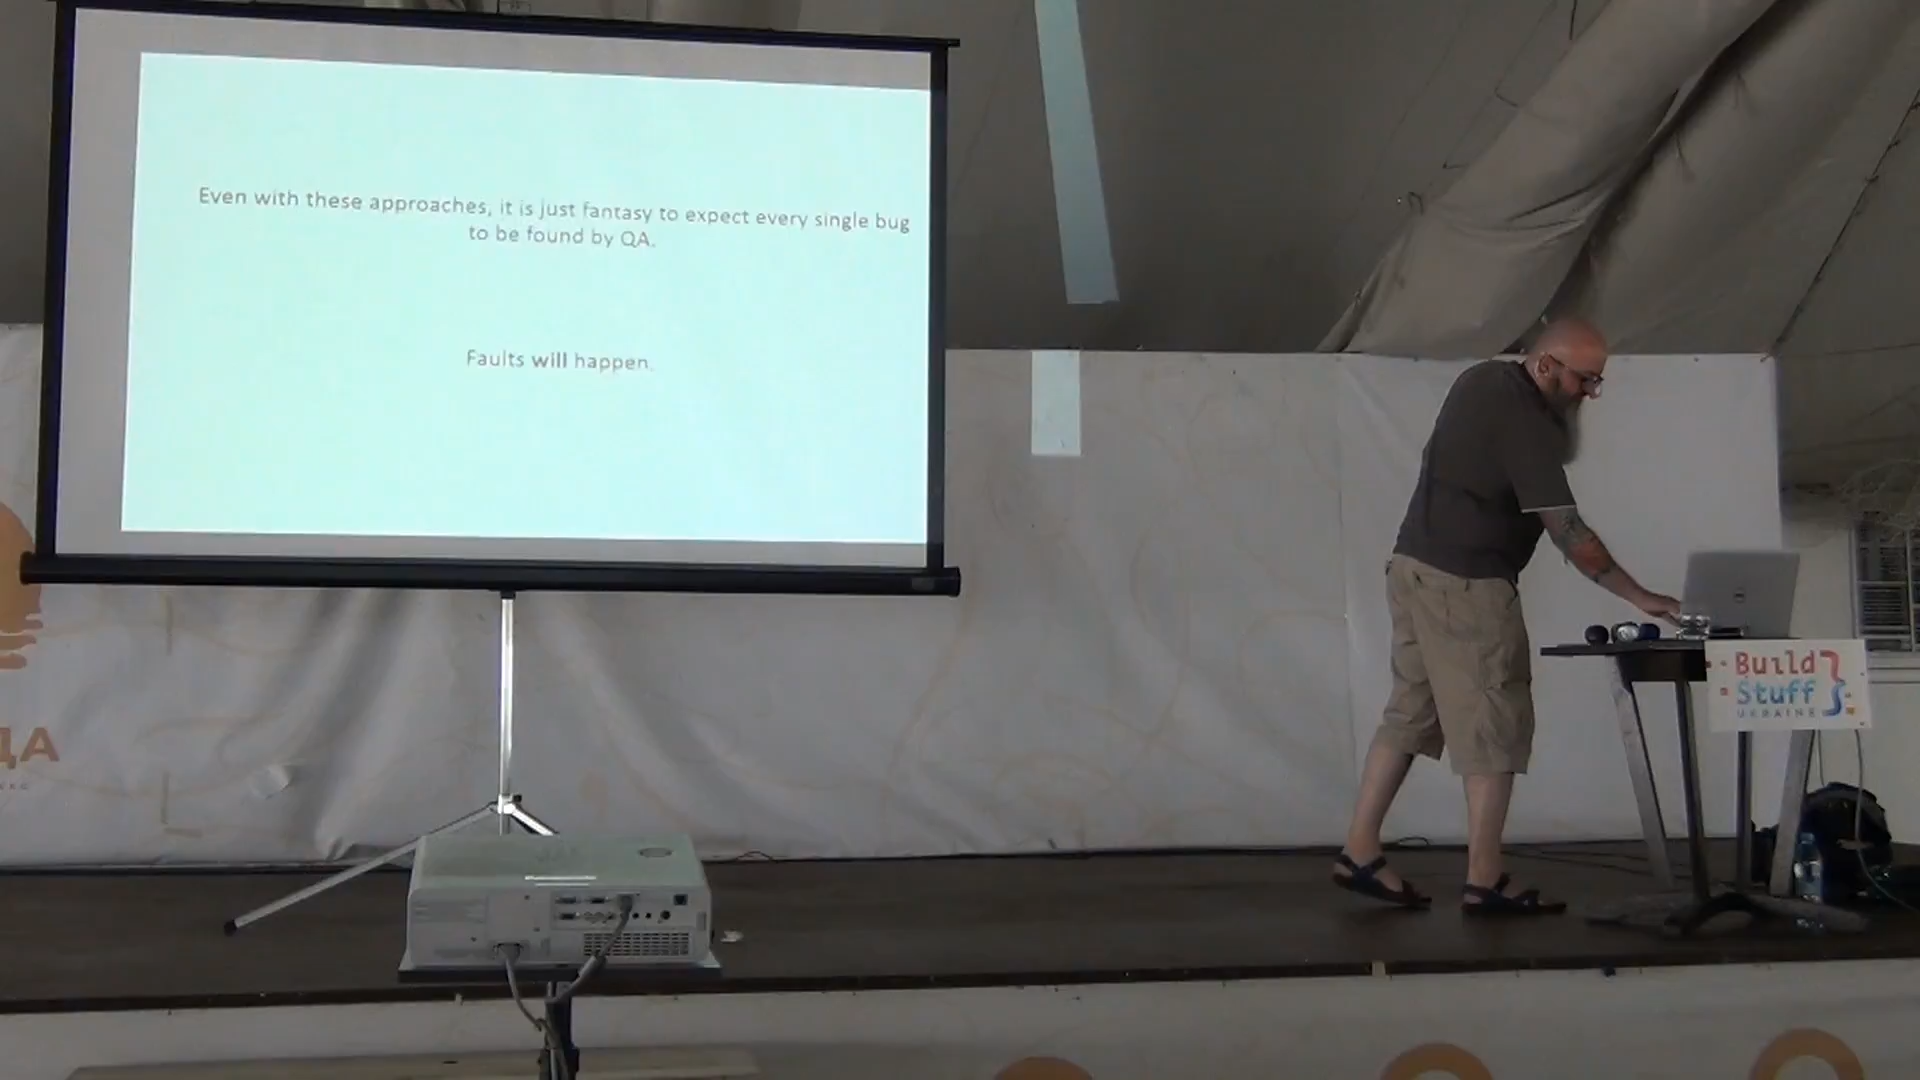 Even with these approaches, it is just fantasy to expect every single bug
to be found by QA.
Faults will happen.
Build
Stuff
UKRAINE
ДА